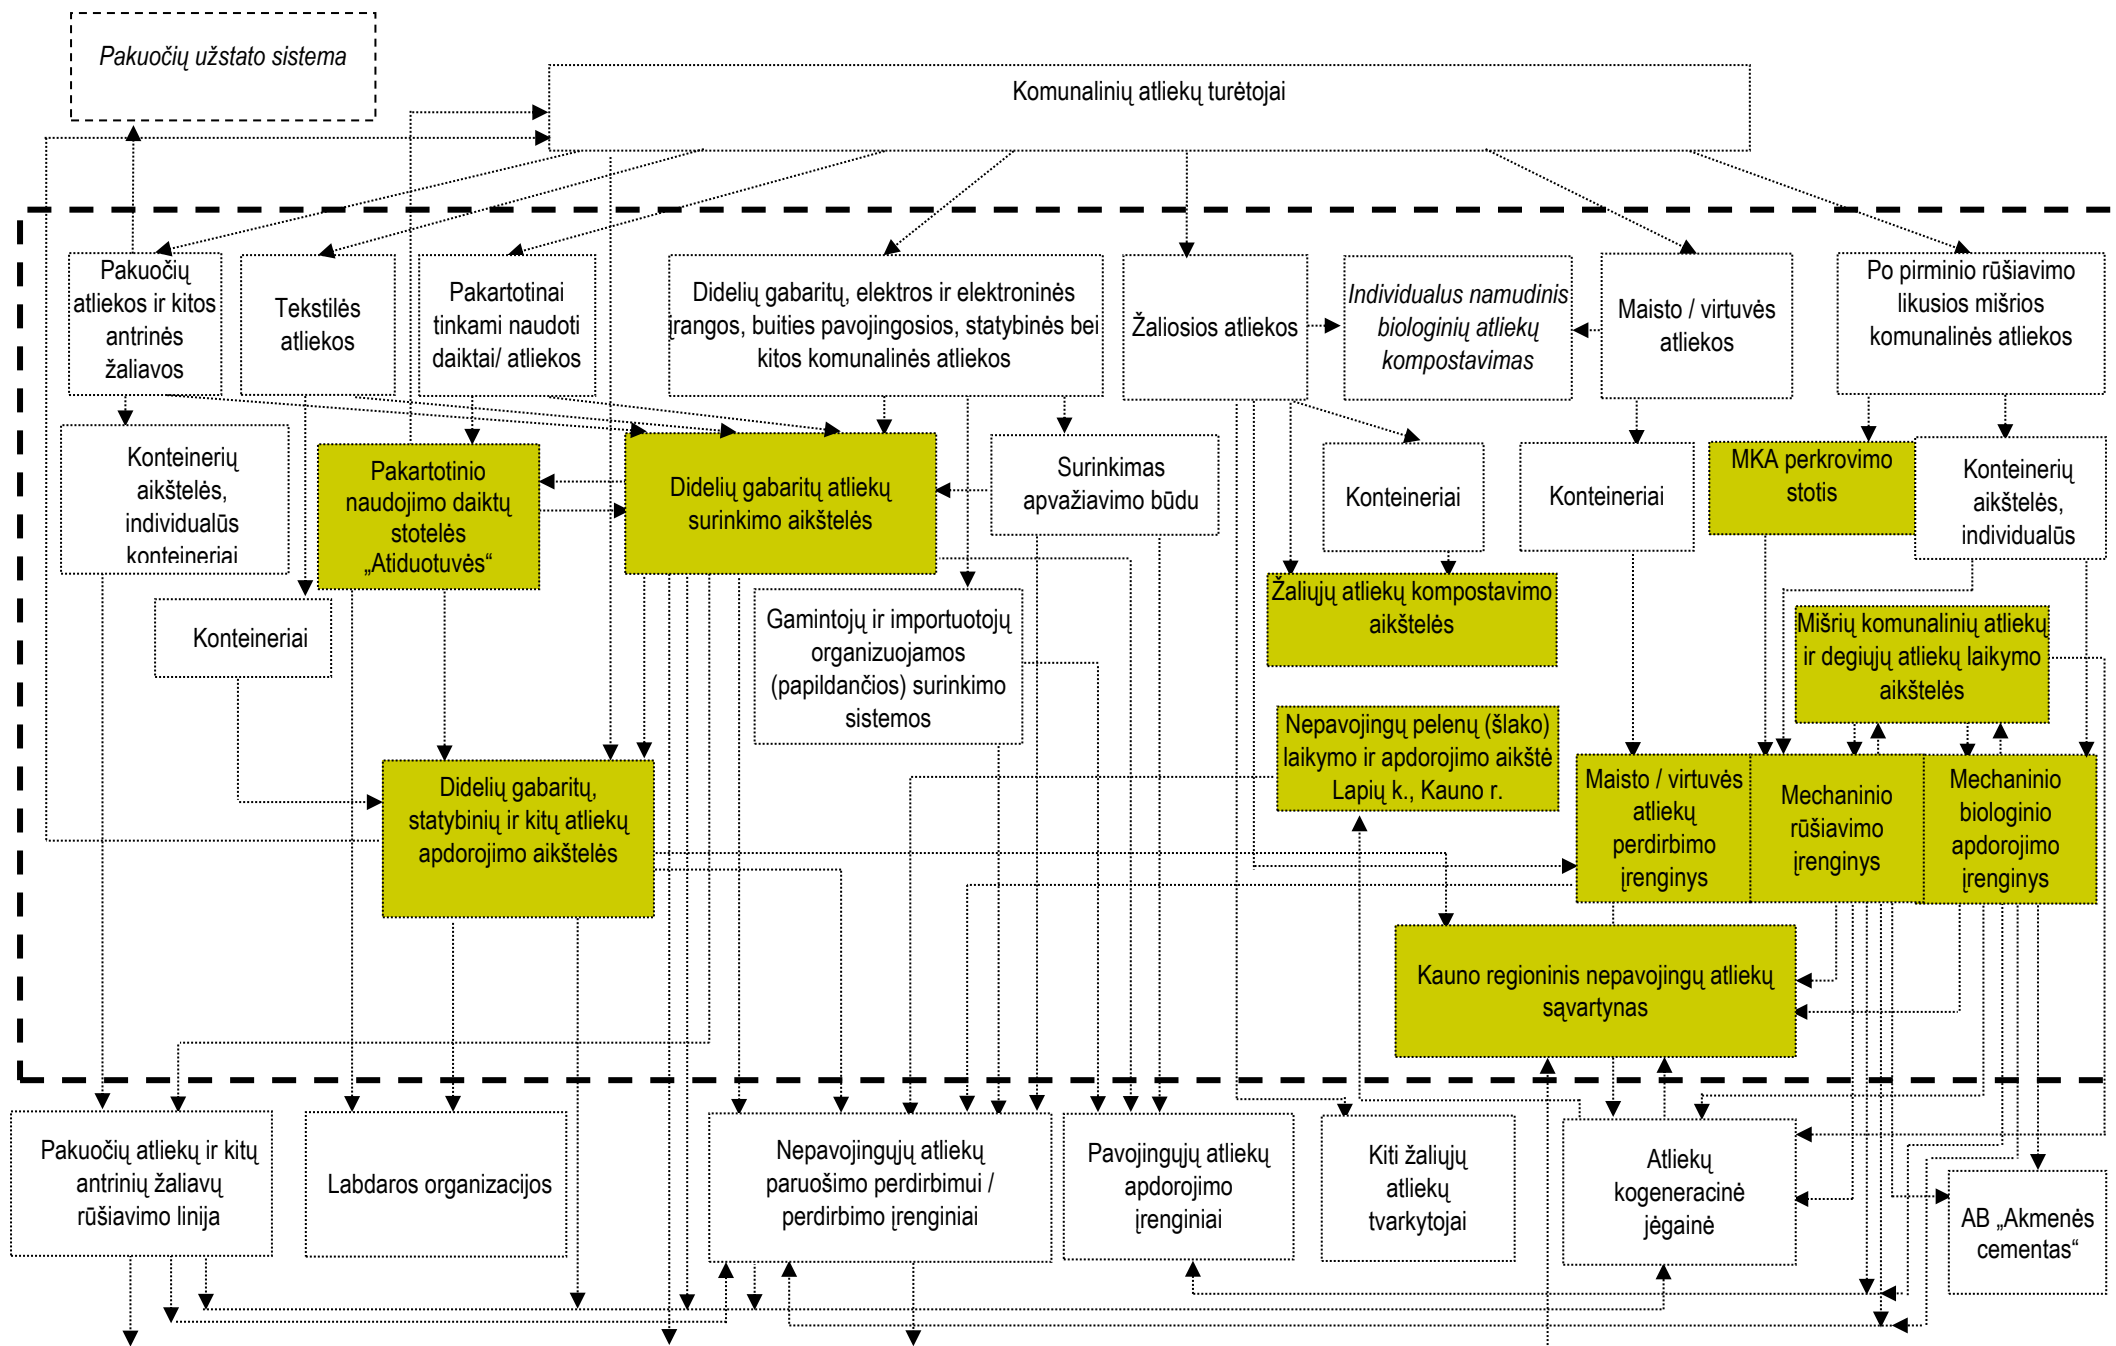 Pakuočių užstato sistema
Komunalinių atliekų turėtojai
Pakuočių
atliekos ir kitos
antrinės
žaliavos
Tekstilės
atliekos
Pakartotinai
tinkami naudoti
daiktai/ atliekos
Didelių gabaritų, elektros ir elektroninės
įrangos, buities pavojingosios, statybinės bei
kitos komunalinės atliekos
Žaliosios atliekos
Individualus namudinis
biologinių atliekų
kompostavimas
Maisto / virtuvės
atliekos
Po pirminio rūšiavimo
likusios mišrios
komunalinės atliekos
Konteinerių
aikštelės,
individualūs
konteineriai
Pakartotinio
naudojimo daiktų
stotelės
„Atiduotuvės“
Didelių gabaritų atliekų
surinkimo aikštelės
Surinkimas
apvažiavimo būdu
Konteineriai
Konteineriai
MKA perkrovimo
stotis
Konteinerių
aikštelės,
individualūs
Konteineriai
Gamintojų ir importuotojų
organizuojamos
(papildančios) surinkimo
sistemos
Žaliųjų atliekų kompostavimo
aikštelės
Mišrių komunalinių atliekų
ir degiųjų atliekų laikymo
aikštelės
Nepavojingų pelenų (šlako)
laikymo ir apdorojimo aikštė
Lapių k., Kauno r.
Didelių gabaritų,
statybinių ir kitų atliekų
apdorojimo aikštelės
Maisto / virtuvės
atliekų
perdirbimo
įrenginys
Mechaninio
rūšiavimo
įrenginys
Mechaninio
biologinio
apdorojimo
įrenginys
Kauno regioninis nepavojingų atliekų
sąvartynas
Pakuočių atliekų ir kitų
antrinių žaliavų
rūšiavimo linija
Labdaros organizacijos
Nepavojingųjų atliekų
paruošimo perdirbimui /
perdirbimo įrenginiai
Pavojingųjų atliekų
apdorojimo
įrenginiai
Kiti žaliųjų
atliekų
tvarkytojai
Atliekų
kogeneracinė
jėgainė
AB „Akmenės
cementas“